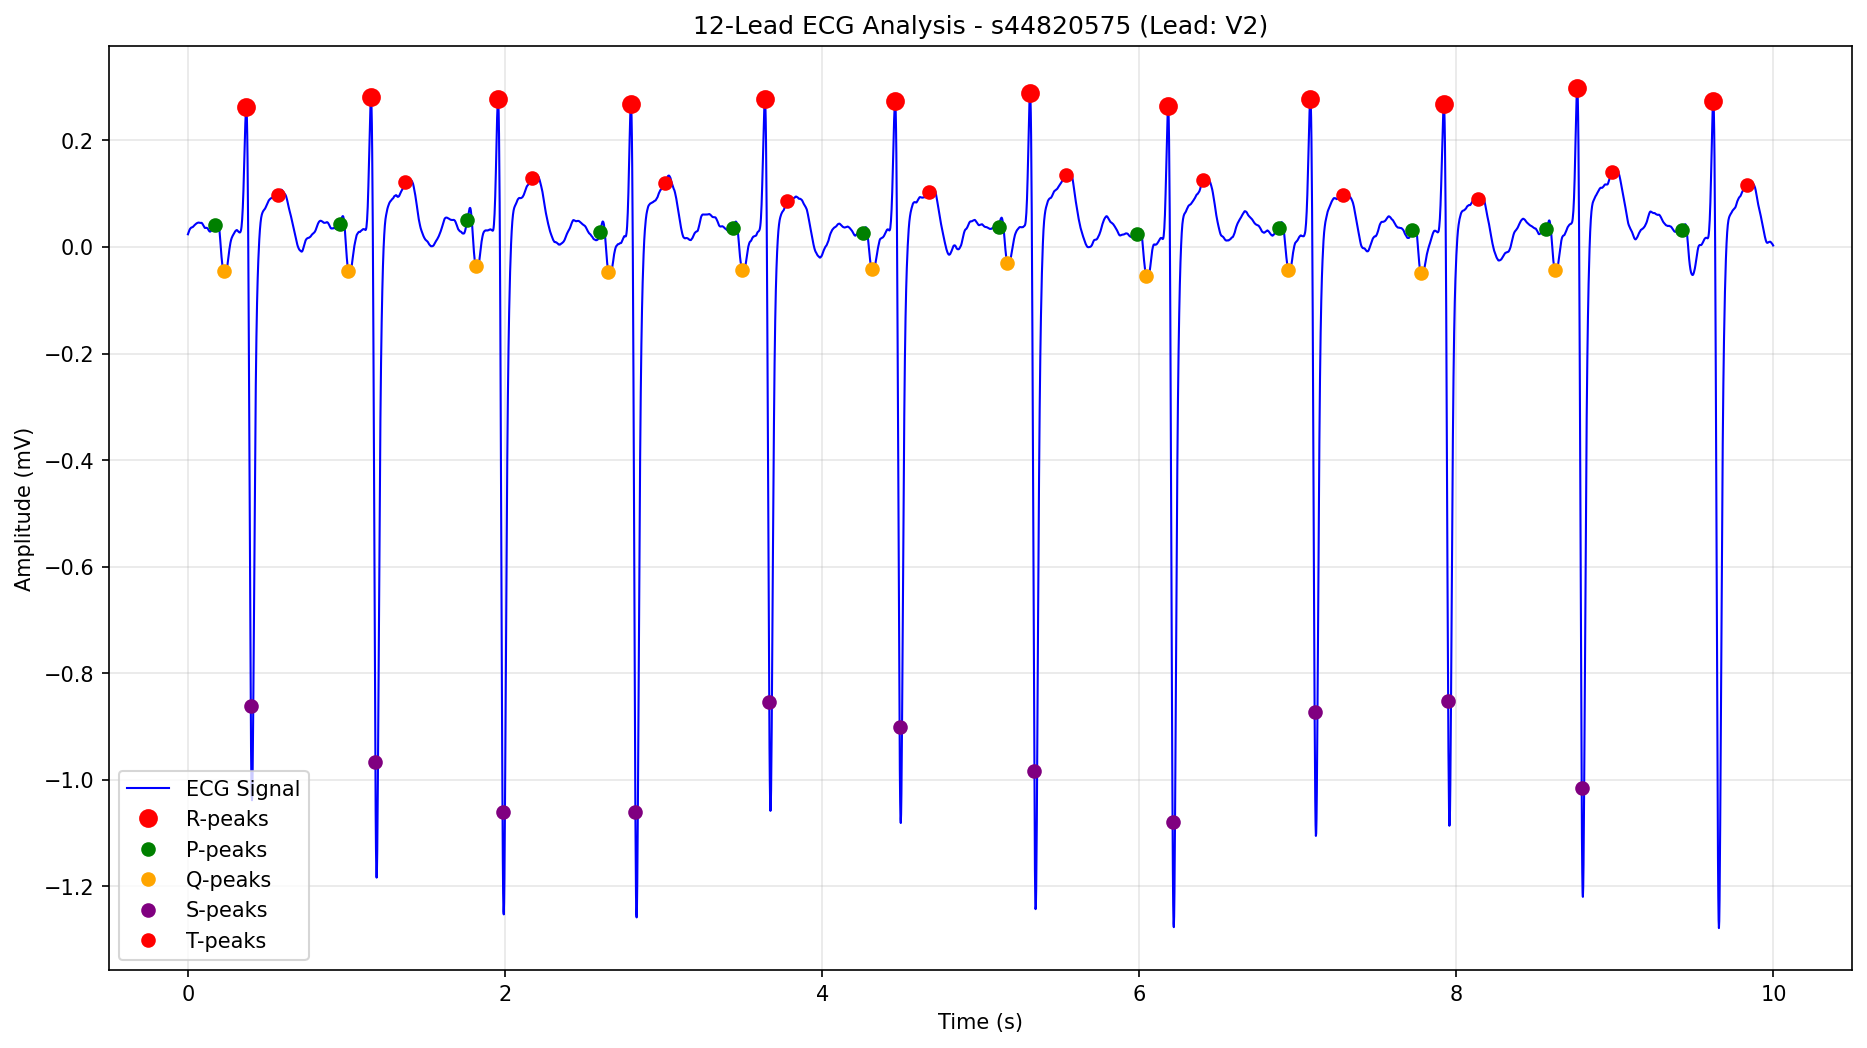 12-Lead ECG Analysis - s44820575 (Lead: V2)
Amplitude (mV)
0.2
0.0
−0.2
−0.4
−0.6
−0.8
−1.0
−1.2
ECG Signal
R-peaks
P-peaks
Q-peaks
S-peaks
T-peaks
0 2 4 6 8 10
Time (s)